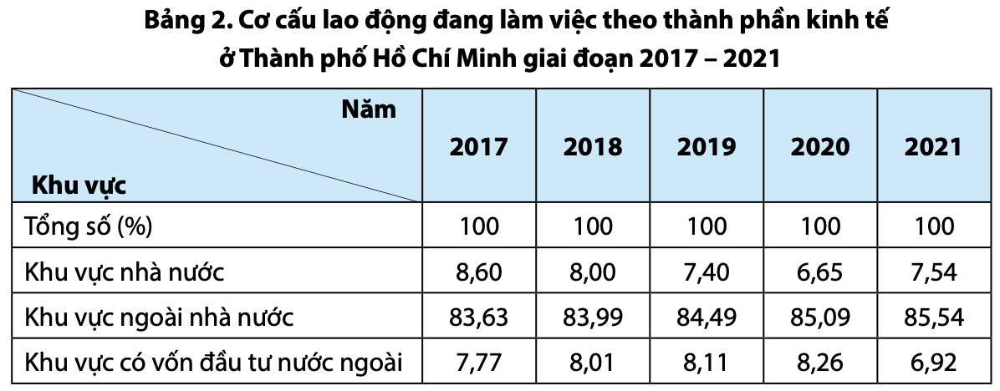 Bảng 2. Cơ cấu lao động đang làm việc theo thành phần kinh tế
ở Thành phố Hồ Chí Minh giai đoạn 2017 – 2021
Năm
Khu vực
2017 2018 2019 2020 2021
Tổng số (%) 100 100 100 100 100
Khu vực nhà nước 8,60 8,00 7,40 6,65 7,54
Khu vực ngoài nhà nước 83,63 83,99 84,49 85,09 85,54
Khu vực có vốn đầu tư nước ngoài 7,77 8,01 8,11 8,26 6,92